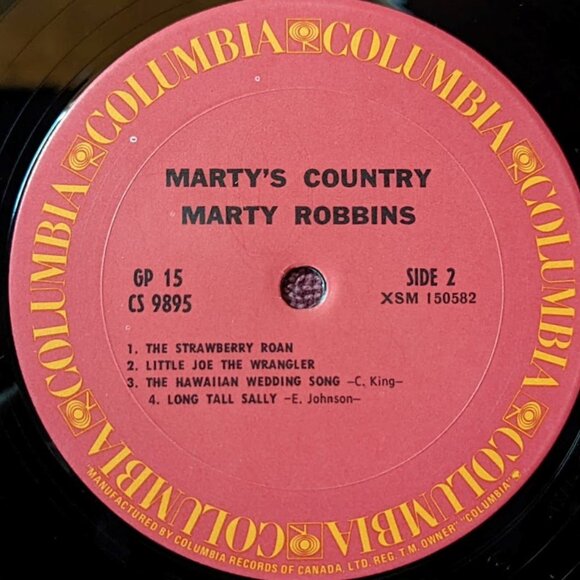 COLUMBIA COLUMBIA COLUMBIA COLUMBIA COLUMBIA COLUMBIA COLUMBIA
MARTY'S COUNTRY
MARTY ROBBINS
GP 15 SIDE 2
CS 9895 XSM 150582
1. THE STRAWBERRY ROAN
2. LITTLE JOE THE WRANGLER
3. THE HAWAIIAN WEDDING SONG –C. King–
4. LONG TALL SALLY –E. Johnson–
"MANUFACTURED BY COLUMBIA RECORDS OF CANADA, LTD. REG. T.M. OWNER" "COLUMBIA"